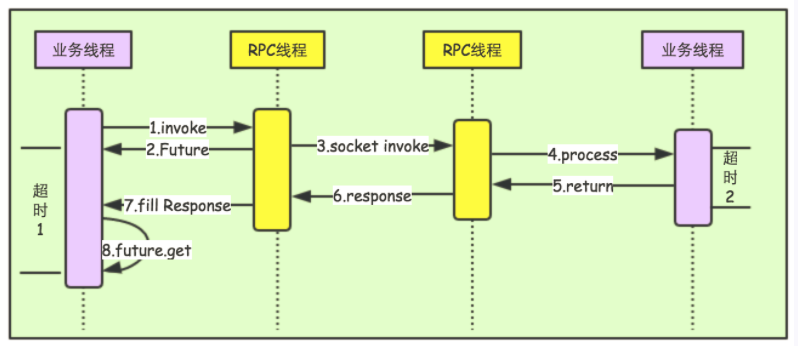 业务线程
RPC线程
RPC线程
业务线程
1.invoke
2.Future
3.socket invoke
4.process
5.return
6.response
7.fill Response
8.future.get
超
时
1
超
时
2